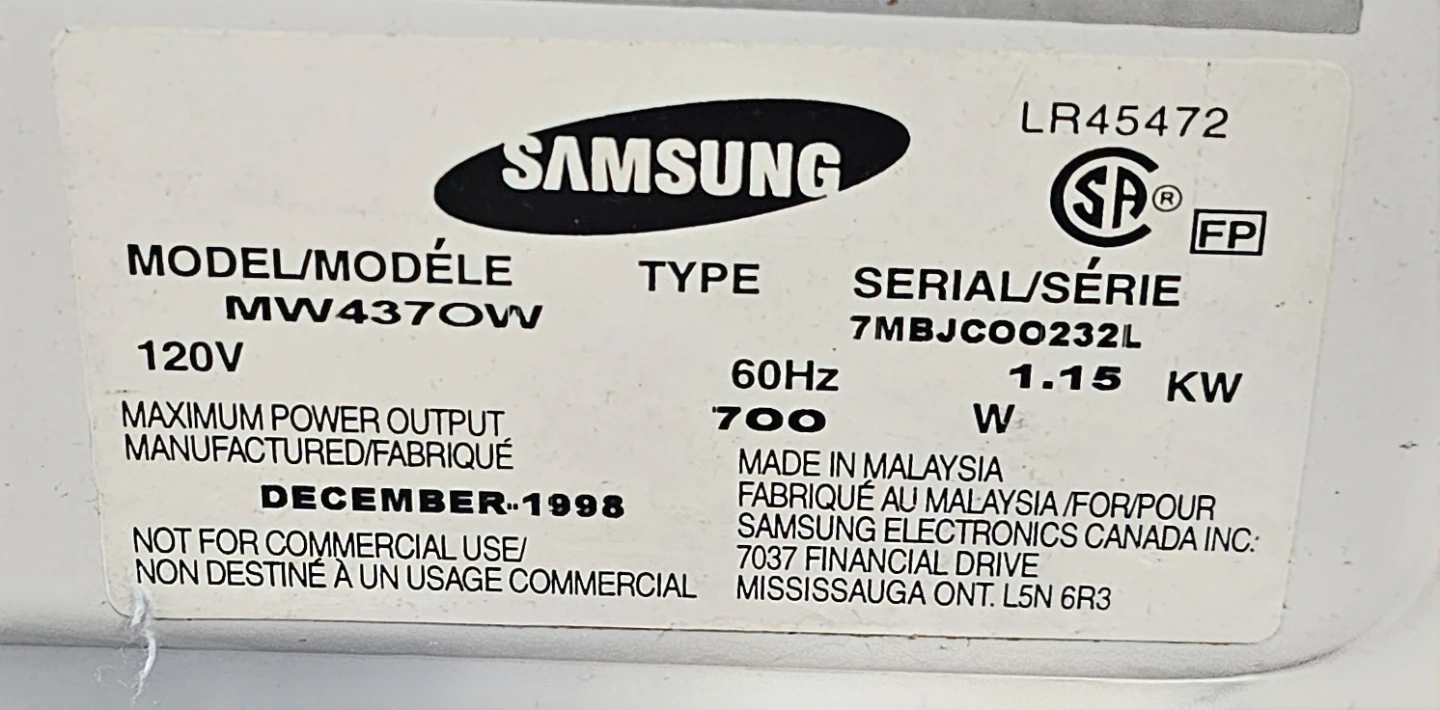 SAMSUNG
LR45472
SA ®
FP
MODEL/MODÉLE TYPE SERIAL/SÉRIE
MW4370W 7MBJC00232L
120V 60Hz 1.15 KW
MAXIMUM POWER OUTPUT 700 W
MANUFACTURED/FABRIQUÉ
DECEMBER··1998
NOT FOR COMMERCIAL USE/
NON DESTINÉ À UN USAGE COMMERCIAL
MADE IN MALAYSIA
FABRIQUÉ AU MALAYSIA /FOR/POUR
SAMSUNG ELECTRONICS CANADA INC.:
7037 FINANCIAL DRIVE
MISSISSAUGA ONT. L5N 6R3